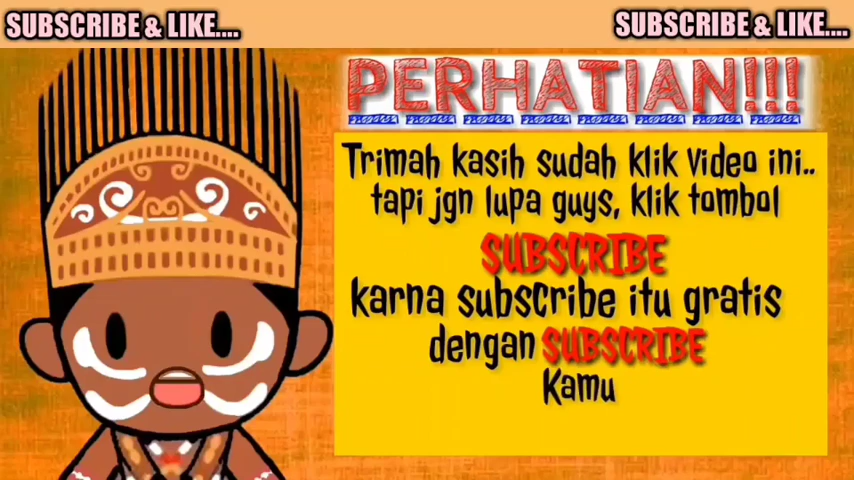 SUBSCRIBE & LIKE....
SUBSCRIBE & LIKE....
PERHATIAN!!!
Trimah kasih sudah klik video ini..
tapi jgn lupa guys, klik tombol
SUBSCRIBE
karna subscribe itu gratis
dengan SUBSCRIBE
Kamu